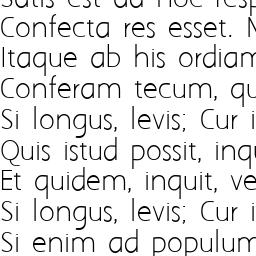 Satis est ad hoc resp
Confecta res esset. N
Itaque ab his ordiam
Conferam tecum, qu
Si longus, levis; Cur i
Quis istud possit, inqu
Et quidem, inquit, ve
Si longus, levis; Cur i
Si enim ad populum